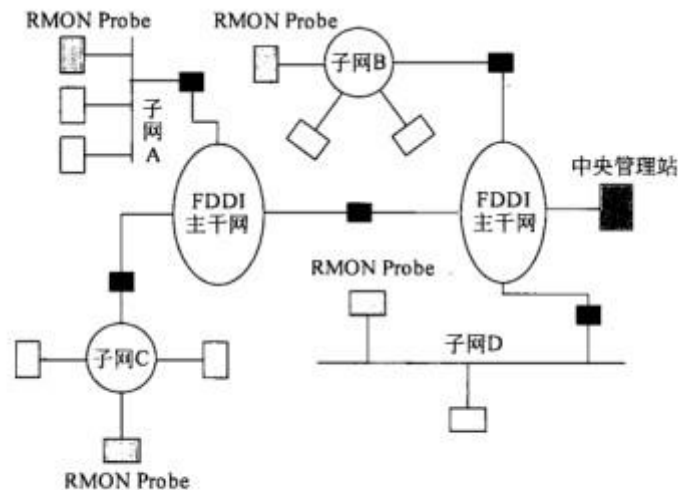 RMON Probe
RMON Probe
子网B
子
网
A
FDDI
主干网
FDDI
主干网
中央管理站
RMON Probe
子网C
子网D
RMON Probe